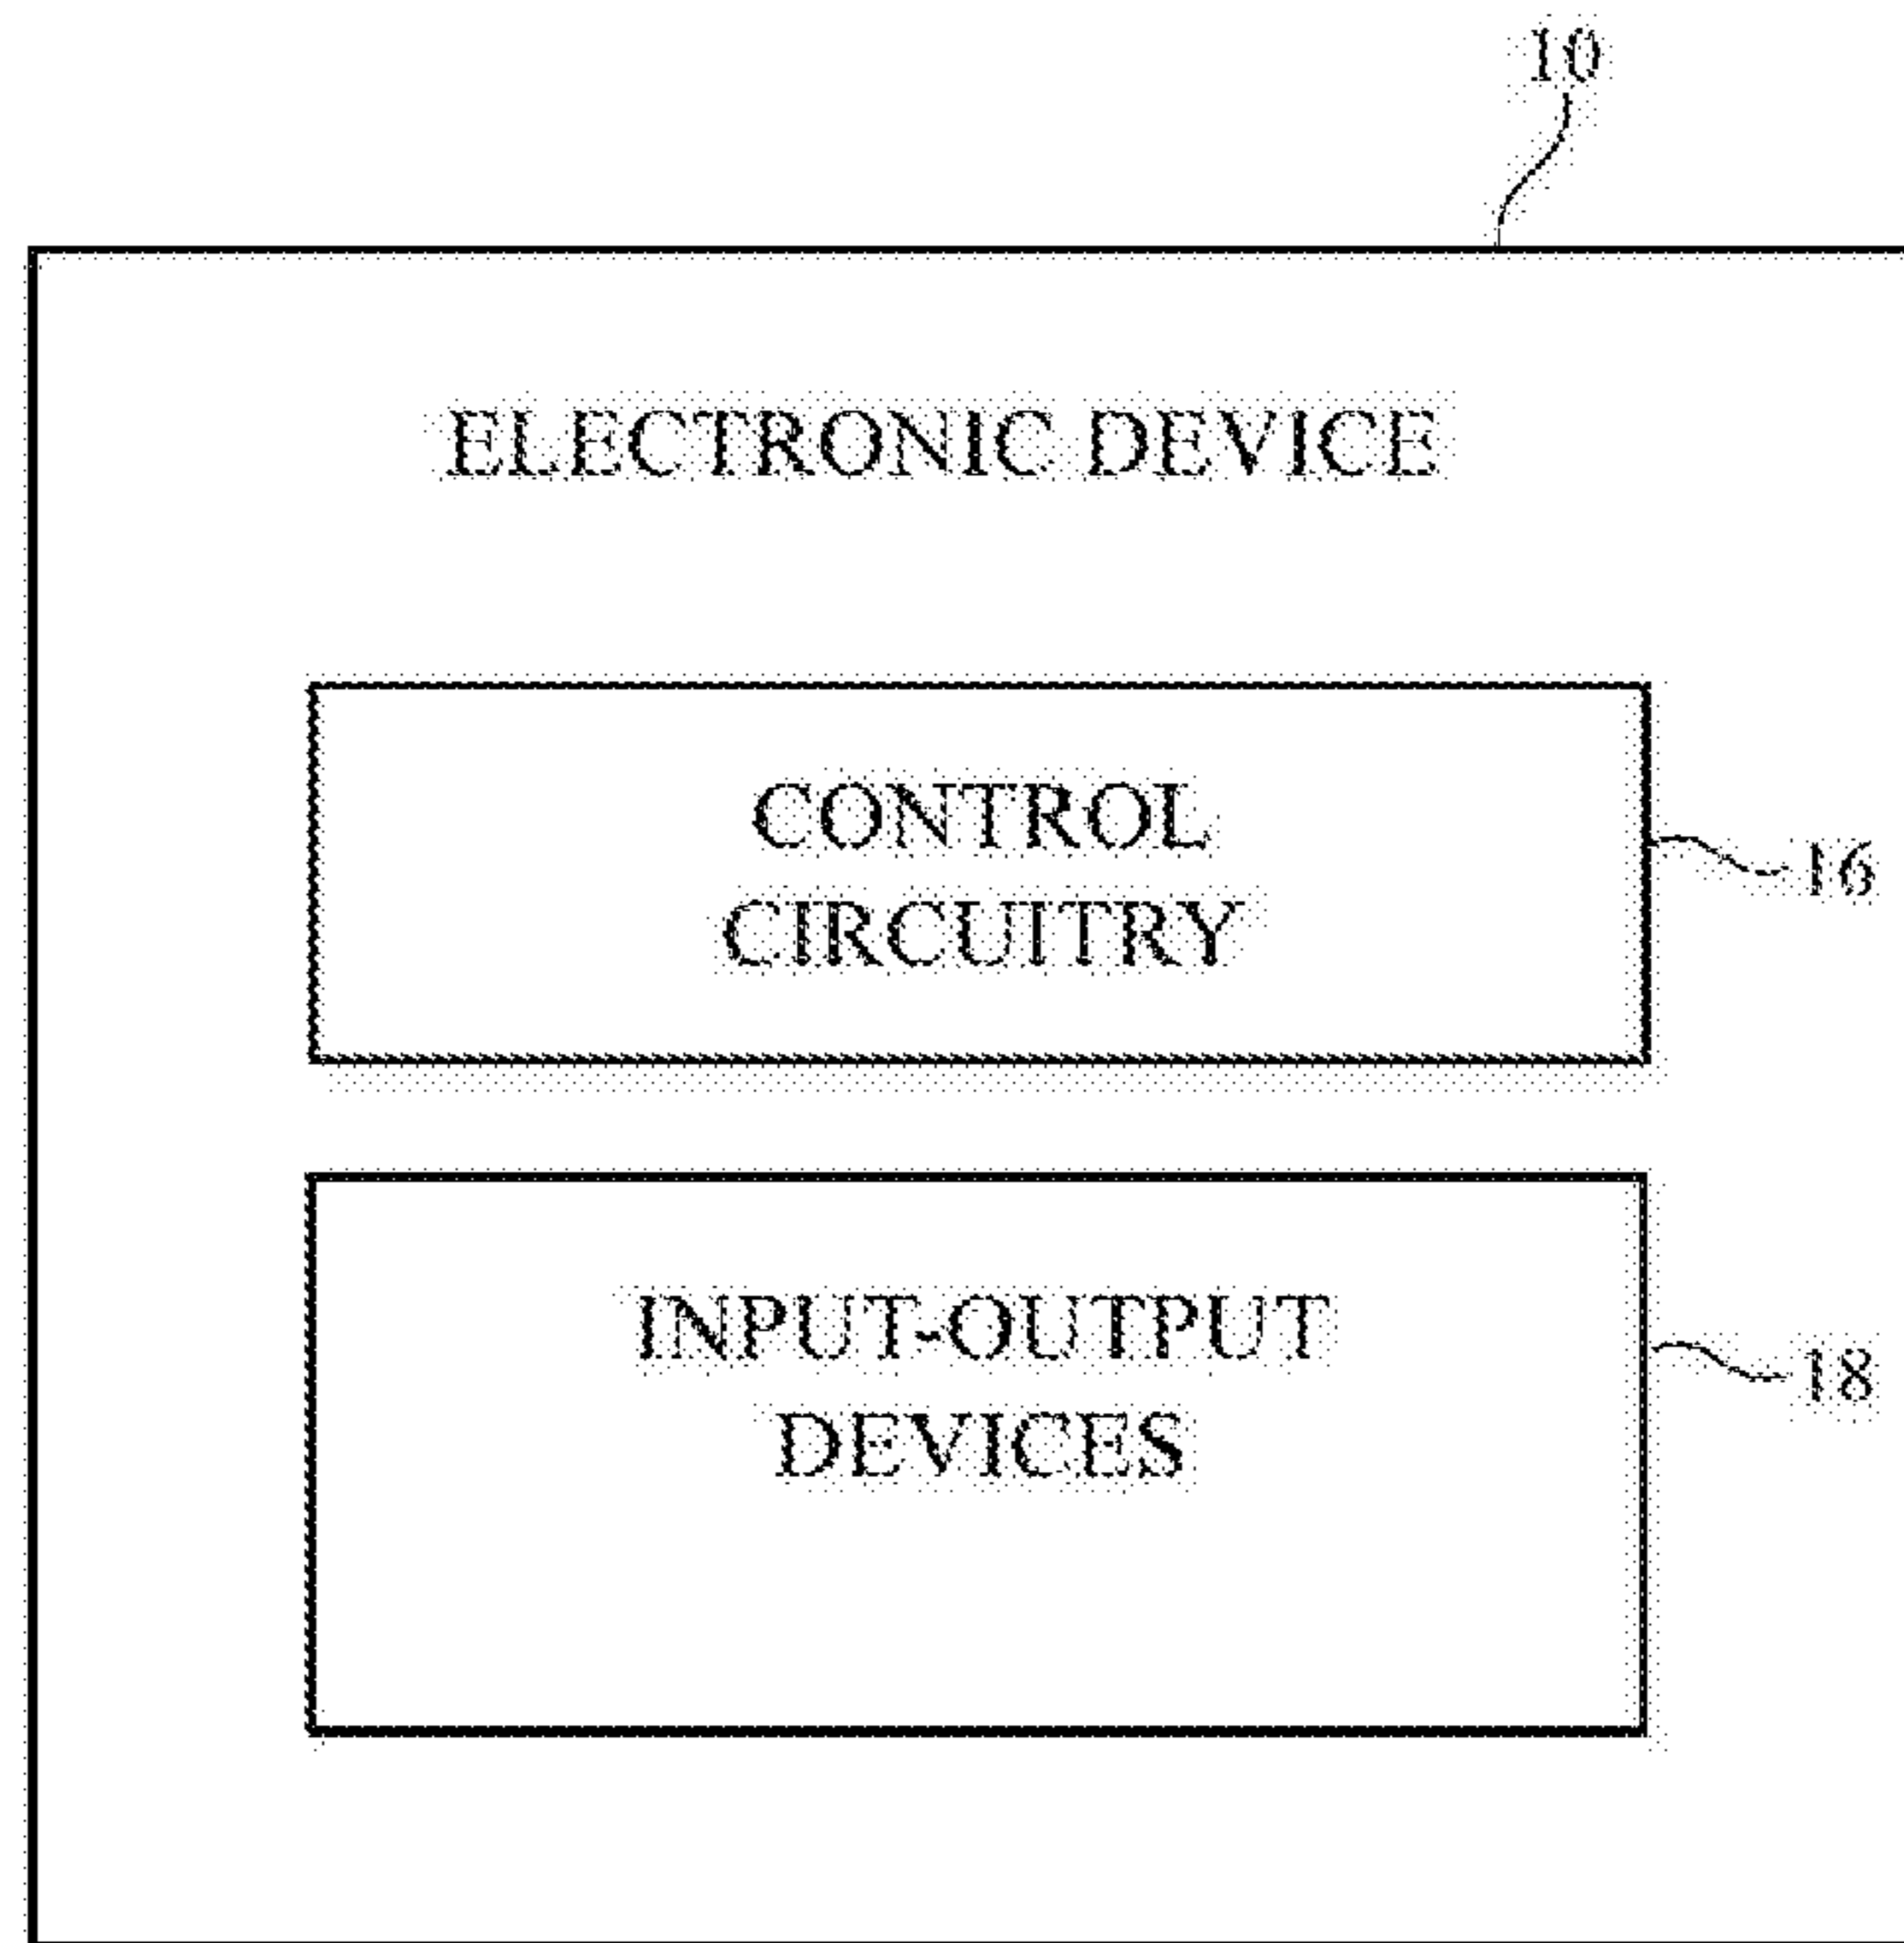 10
ELECTRONIC DEVICE
CONTROL
CIRCUITRY
16
INPUT-OUTPUT
DEVICES
18